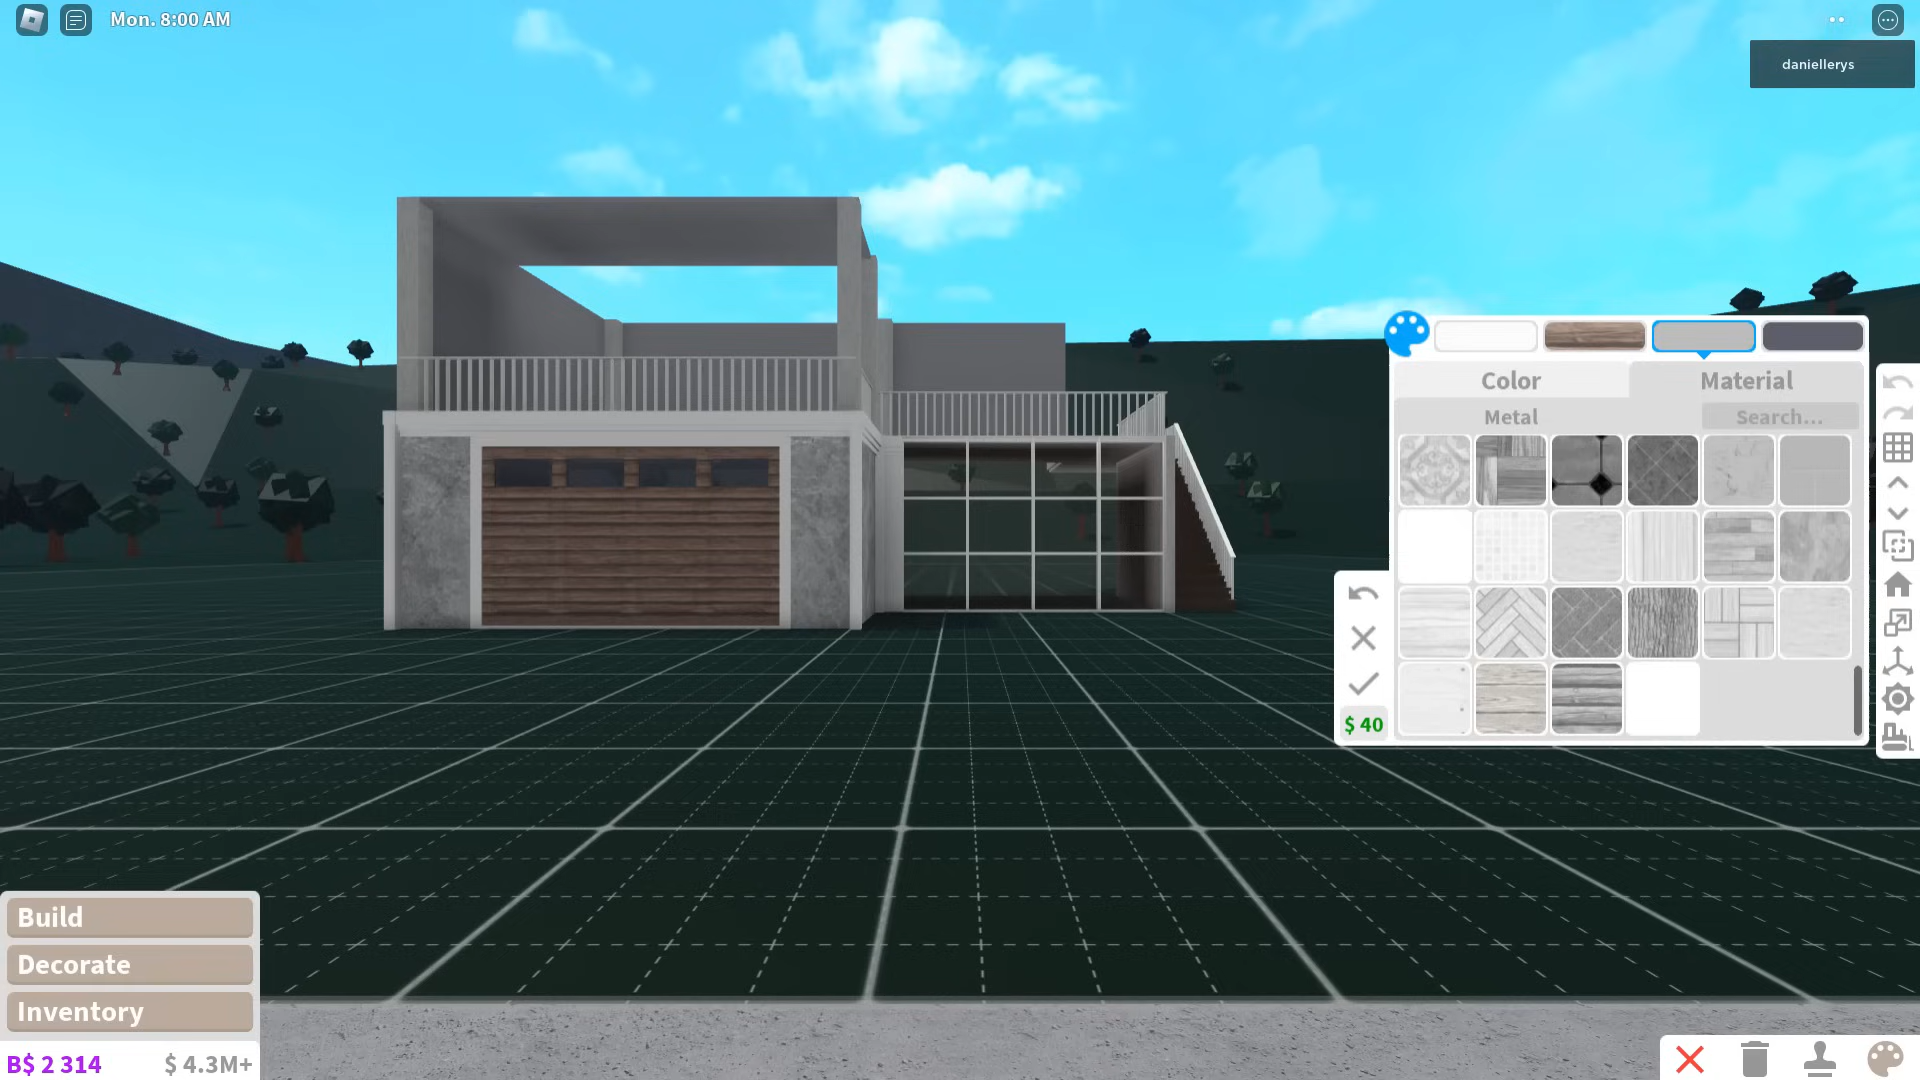 Mon. 8:00 AM
daniellerys
Color
Material
Metal
Search...
$ 40
Build
Decorate
Inventory
B$ 2 314
$ 4.3M+